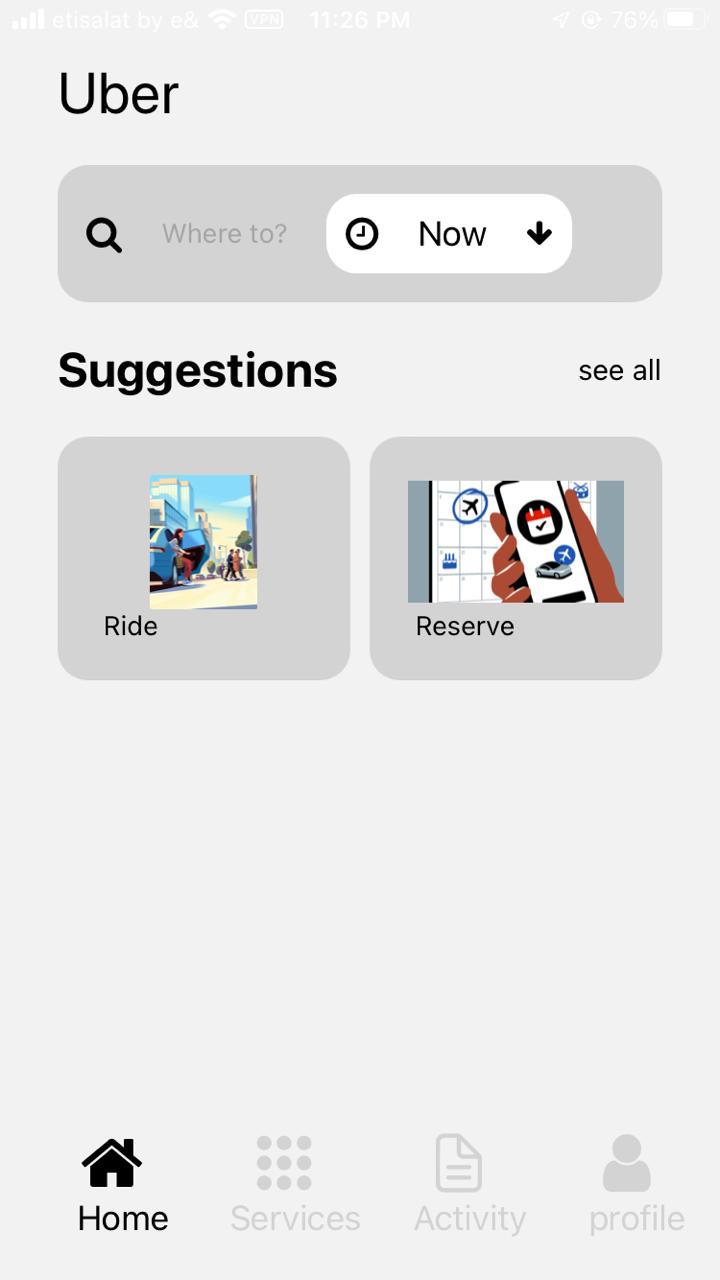 etisalat by e& VPN 11:26 PM 76%
Uber
Where to? Now
Suggestions see all
Ride Reserve
Home Services Activity profile